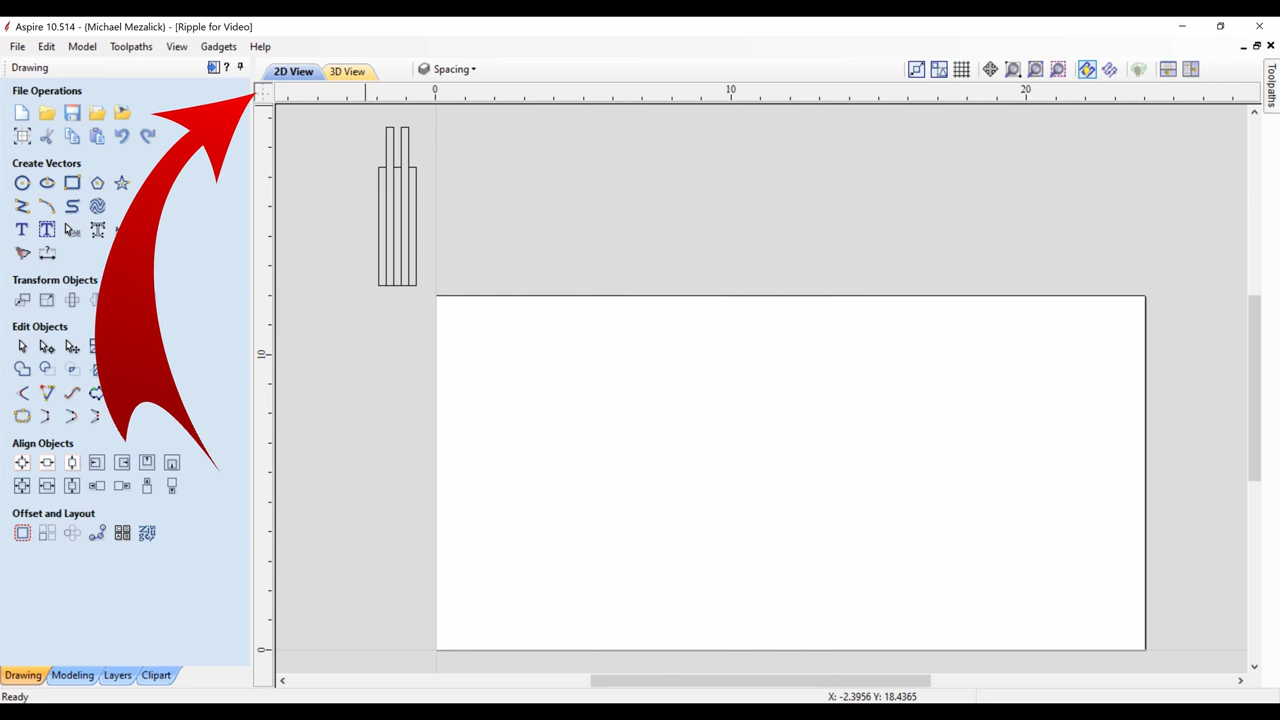 Aspire 10.514 - {Michael Mezalick} - [Ripple for Video]
File Edit Model Toolpaths View Gadgets Help
Drawing ?
2D View 3D View Spacing
Toolpaths
File Operations
0 10 20
Create Vectors
Transform Objects
Edit Objects
10
Align Objects
Offset and Layout
0
Drawing Modeling Layers Clipart
Ready X: -2.3956 Y: 18.4365